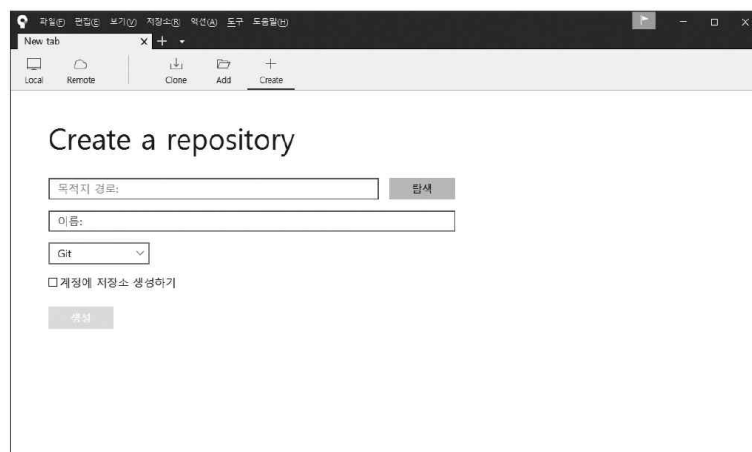 파일(F) 편집(E) 보기(V) 저장소(R) 액션(A) 도구 도움말(H)
New tab
Local Remote Clone Add Create
Create a repository
목적지 경로: 탐색
이름:
Git
계정에 저장소 생성하기
생성